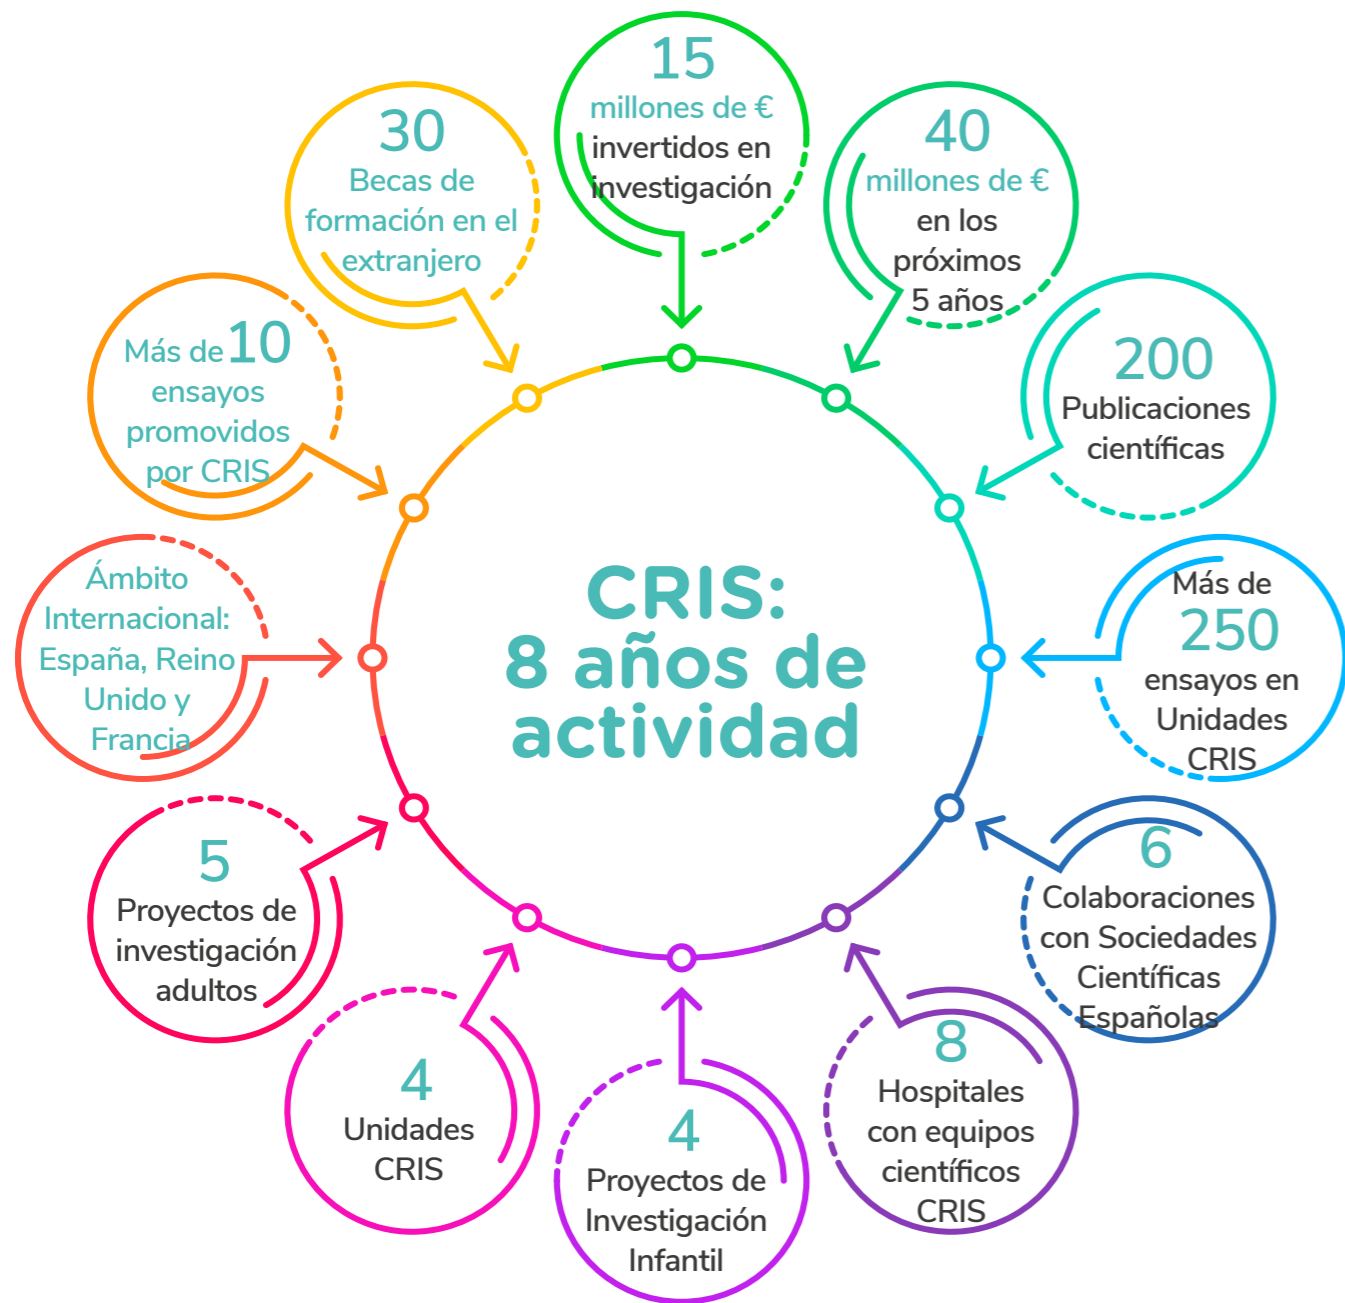 15
millones de €
invertidos en
investigación
40
millones de €
en los
próximos
5 años
200
Publicaciones
científicas
Más de
250
ensayos en
Unidades
CRIS
6
Colaboraciones
con Sociedades
Científicas
Españolas
8
Hospitales
con equipos
científicos
CRIS
4
Proyectos de
Investigación
Infantil
4
Unidades
CRIS
5
Proyectos de
investigación
adultos
Ámbito
Internacional:
España, Reino
Unido y
Francia
Más de 10
ensayos
promovidos
por CRIS
30
Becas de
formación en el
extranjero
CRIS:
8 años de
actividad